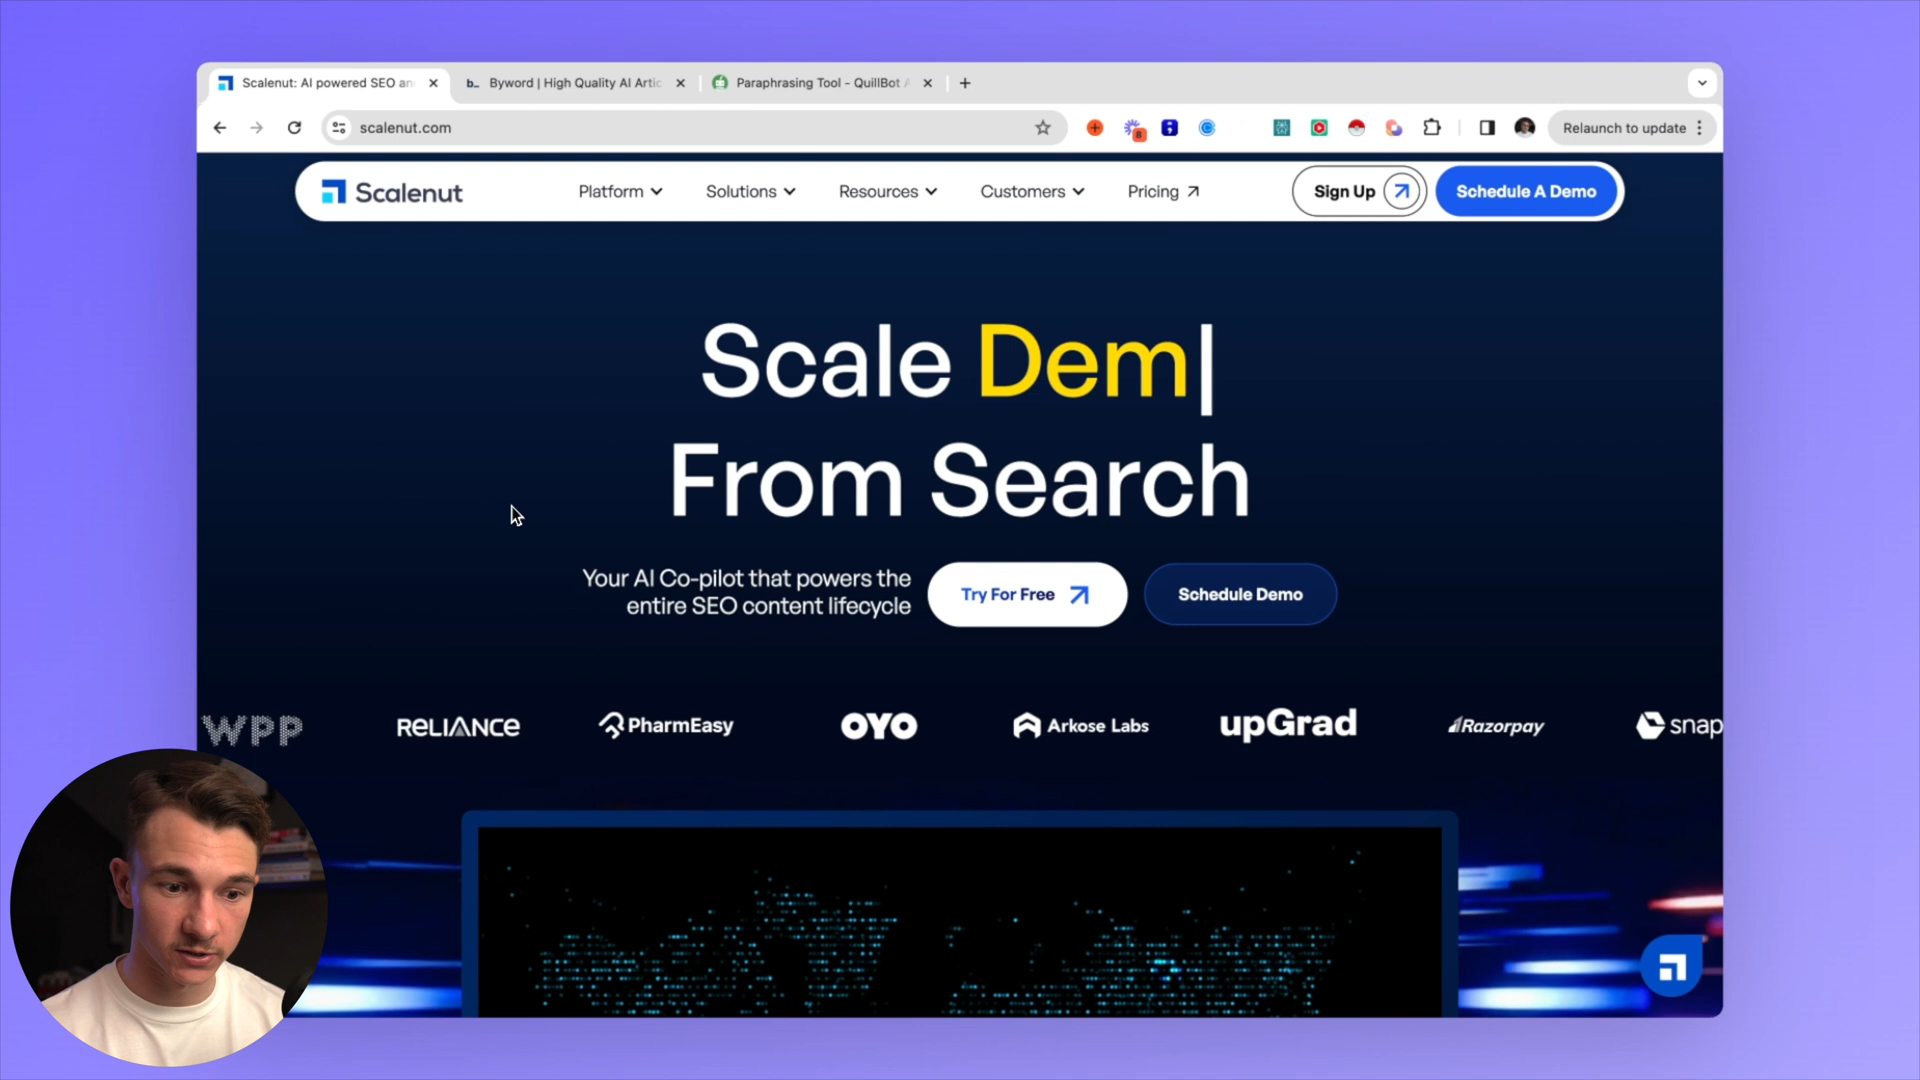 Scalenut: AI powered SEO an
b.. Byword | High Quality AI Artic
Paraphrasing Tool - QuillBot A
scalenut.com
8
Relaunch to update
Scalenut
Platform
Solutions
Resources
Customers
Pricing
Sign Up
Schedule A Demo
Scale Dem|
From Search
Your AI Co-pilot that powers the
entire SEO content lifecycle
Try For Free
Schedule Demo
WPP
RELIANCE
PharmEasy
OYO
Arkose Labs
upGrad
Razorpay
snap